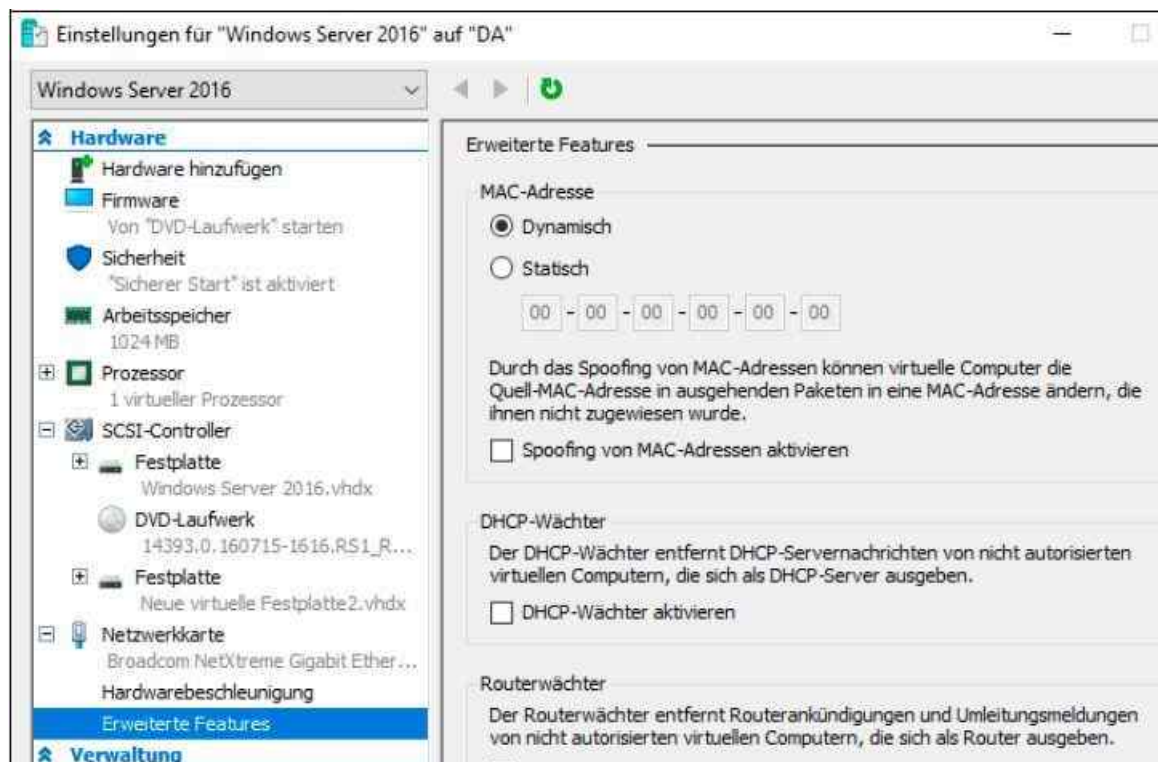 Einstellungen für "Windows Server 2016" auf "DA"
Windows Server 2016
Hardware
Hardware hinzufügen
Firmware
Von "DVD-Laufwerk" starten
Sicherheit
"Sicherer Start" ist aktiviert
Arbeitsspeicher
1024 MB
Prozessor
1 virtueller Prozessor
SCSI-Controller
Festplatte
Windows Server 2016.vhdx
DVD-Laufwerk
14393.0.160715-1616.RS1_R...
Festplatte
Neue virtuelle Festplatte2.vhdx
Netzwerkkarte
Broadcom NetXtreme Gigabit Ether...
Hardwarebeschleunigung
Erweiterte Features
Verwaltung
Erweiterte Features
MAC-Adresse
Dynamisch
Statisch
00 - 00 - 00 - 00 - 00 - 00
Durch das Spoofing von MAC-Adressen können virtuelle Computer die
Quell-MAC-Adresse in ausgehenden Paketen in eine MAC-Adresse ändern, die
ihnen nicht zugewiesen wurde.
Spoofing von MAC-Adressen aktivieren
DHCP-Wächter
Der DHCP-Wächter entfernt DHCP-Servernachrichten von nicht autorisierten
virtuellen Computern, die sich als DHCP-Server ausgeben.
DHCP-Wächter aktivieren
Routerwächter
Der Routerwächter entfernt Routerankündigungen und Umleitungsmeldungen
von nicht autorisierten virtuellen Computern, die sich als Router ausgeben.